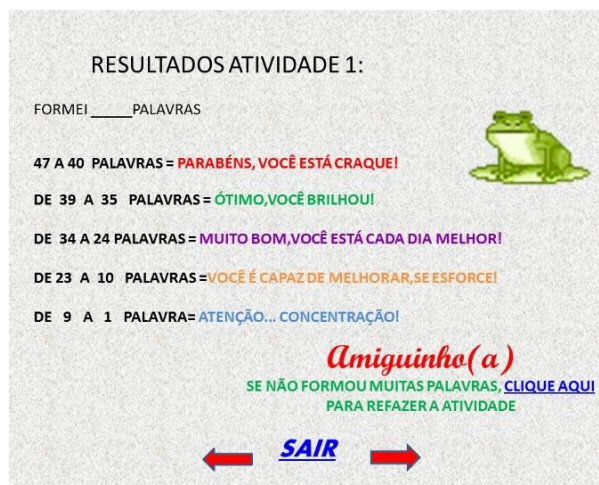 RESULTADOS ATIVIDADE 1:
FORMEI _____PALAVRAS
47 A 40 PALAVRAS = PARABÉNS, VOCÊ ESTÁ CRAQUE!
DE 39 A 35 PALAVRAS = ÓTIMO,VOCÊ BRILHOU!
DE 34 A 24 PALAVRAS = MUITO BOM,VOCÊ ESTÁ CADA DIA MELHOR!
DE 23 A 10 PALAVRAS =VOCÊ É CAPAZ DE MELHORAR,SE ESFORCE!
DE 9 A 1 PALAVRA= ATENÇÃO... CONCENTRAÇÃO!
Amiguinho(a)
SE NÃO FORMOU MUITAS PALAVRAS, CLIQUE AQUI
PARA REFAZER A ATIVIDADE
SAIR